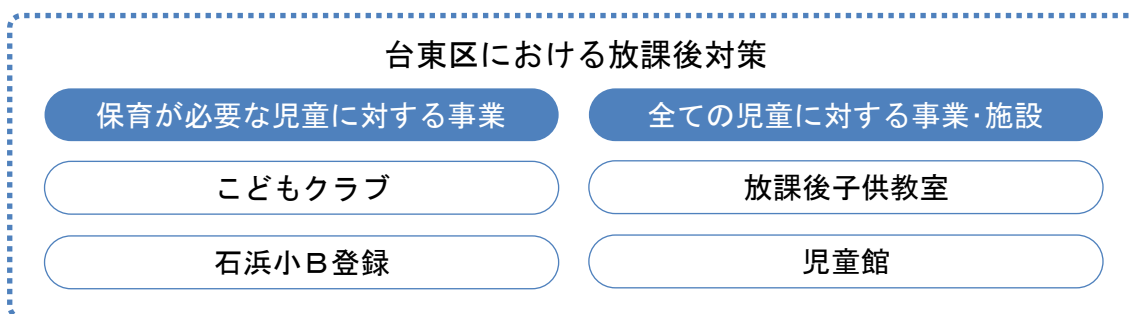 台東区における放課後対策
保育が必要な児童に対する事業
全ての児童に対する事業・施設
こどもクラブ
放課後子供教室
石浜小Ｂ登録
児童館